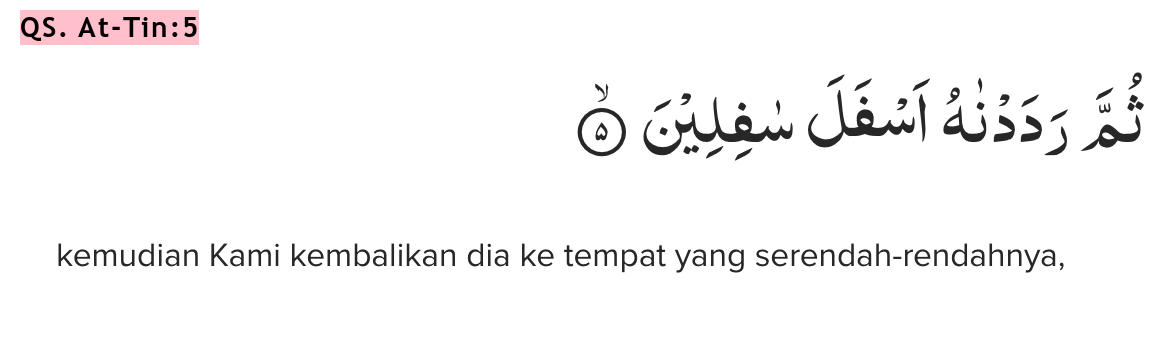 QS. At-Tin:5
ثُمَّ رَدَدْنٰهُ اَسْفَلَ سٰفِلِيْنَۙ ۝٥
kemudian Kami kembalikan dia ke tempat yang serendah-rendahnya,